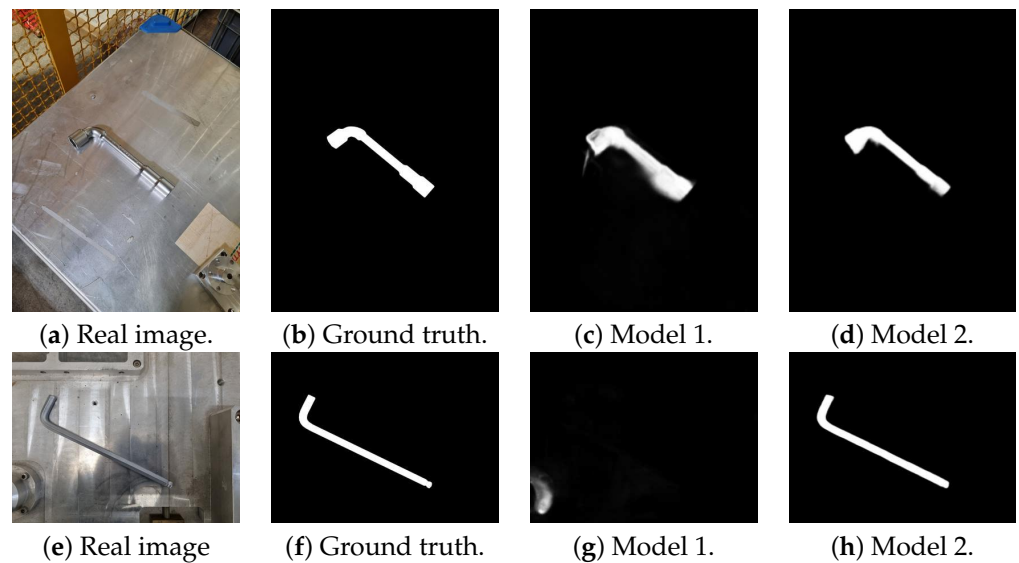 (a) Real image. (b) Ground truth. (c) Model 1. (d) Model 2.
(e) Real image (f) Ground truth. (g) Model 1. (h) Model 2.